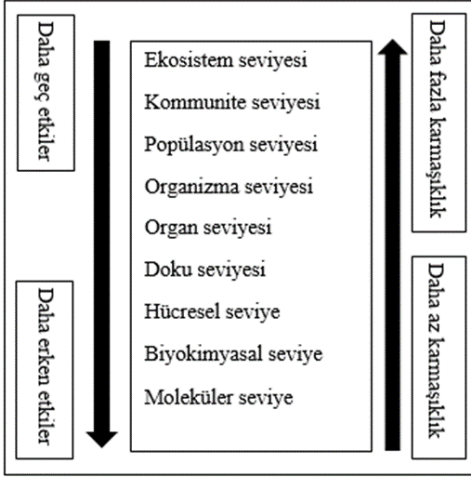 Daha geç etkiler
Daha erken etkiler
Ekosistem seviyesi
Kommunite seviyesi
Popülasyon seviyesi
Organizma seviyesi
Organ seviyesi
Doku seviyesi
Hücresel seviye
Biyokimyasal seviye
Moleküler seviye
Daha fazla karmaşıklık
Daha az karmaşıklık